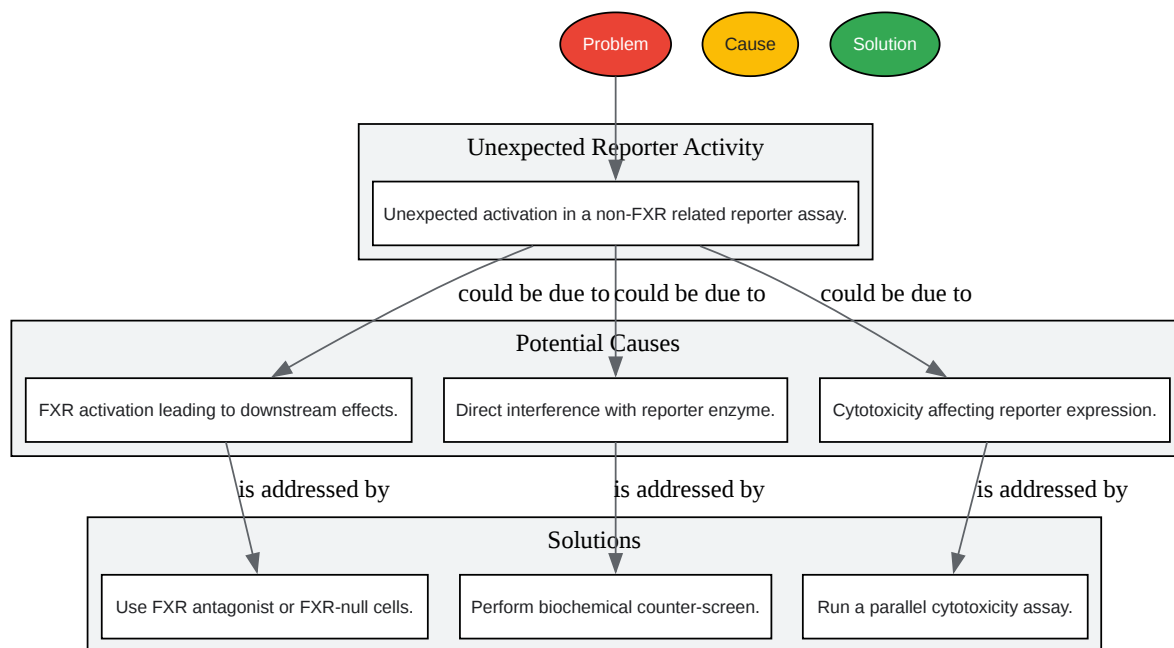 Problem
Cause
Solution
Unexpected Reporter Activity
Unexpected activation in a non-FXR related reporter assay.
could be due to
could be due to
could be due to
Potential Causes
FXR activation leading to downstream effects.
Direct interference with reporter enzyme.
Cytotoxicity affecting reporter expression.
is addressed by
is addressed by
is addressed by
Solutions
Use FXR antagonist or FXR-null cells.
Perform biochemical counter-screen.
Run a parallel cytotoxicity assay.